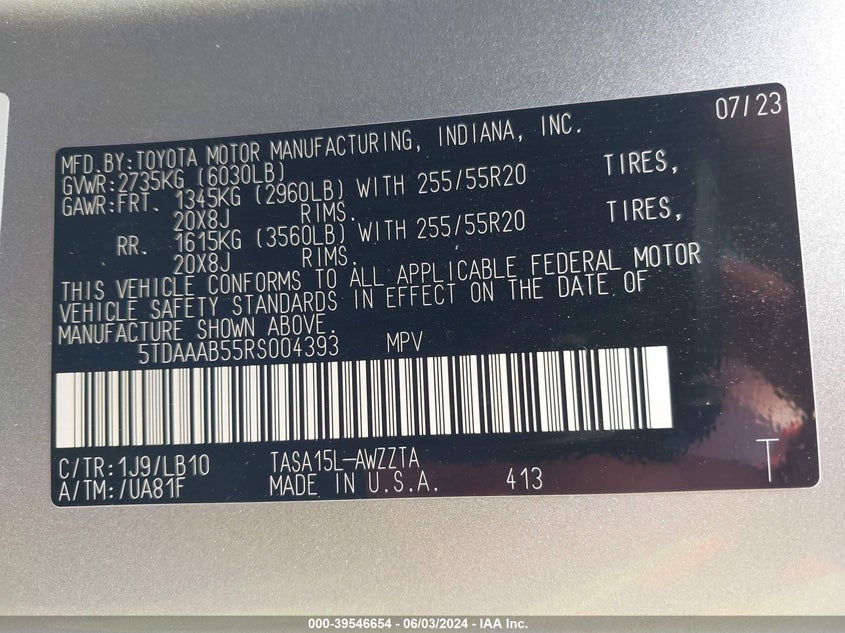 07/23
MFD.BY:TOYOTA MOTOR MANUFACTURING, INDIANA, INC.
GVWR:2735KG (6030LB)
GAWR:FRT. 1345KG (2960LB) WITH 255/55R20 TIRES,
20X8J RIMS.
RR. 1615KG (3560LB) WITH 255/55R20 TIRES,
20X8J RIMS.
THIS VEHICLE CONFORMS TO ALL APPLICABLE FEDERAL MOTOR
VEHICLE SAFETY STANDARDS IN EFFECT ON THE DATE OF
MANUFACTURE SHOWN ABOVE.
5TDAAAB55RS004393 MPV
C/TR:1J9/LB10 TASA15L-AWZZTA
A/TM:/UA81F MADE IN U.S.A. 413 T
000-39546654 - 06/03/2024 - IAA Inc.